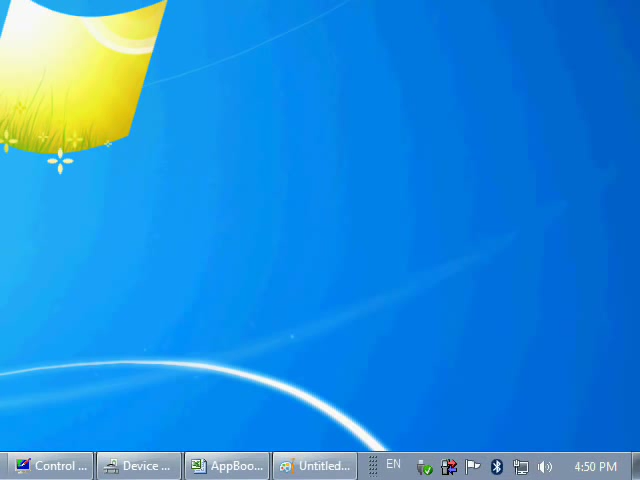 Control ...
Device ...
AppBoo...
Untitled...
EN
4:50 PM